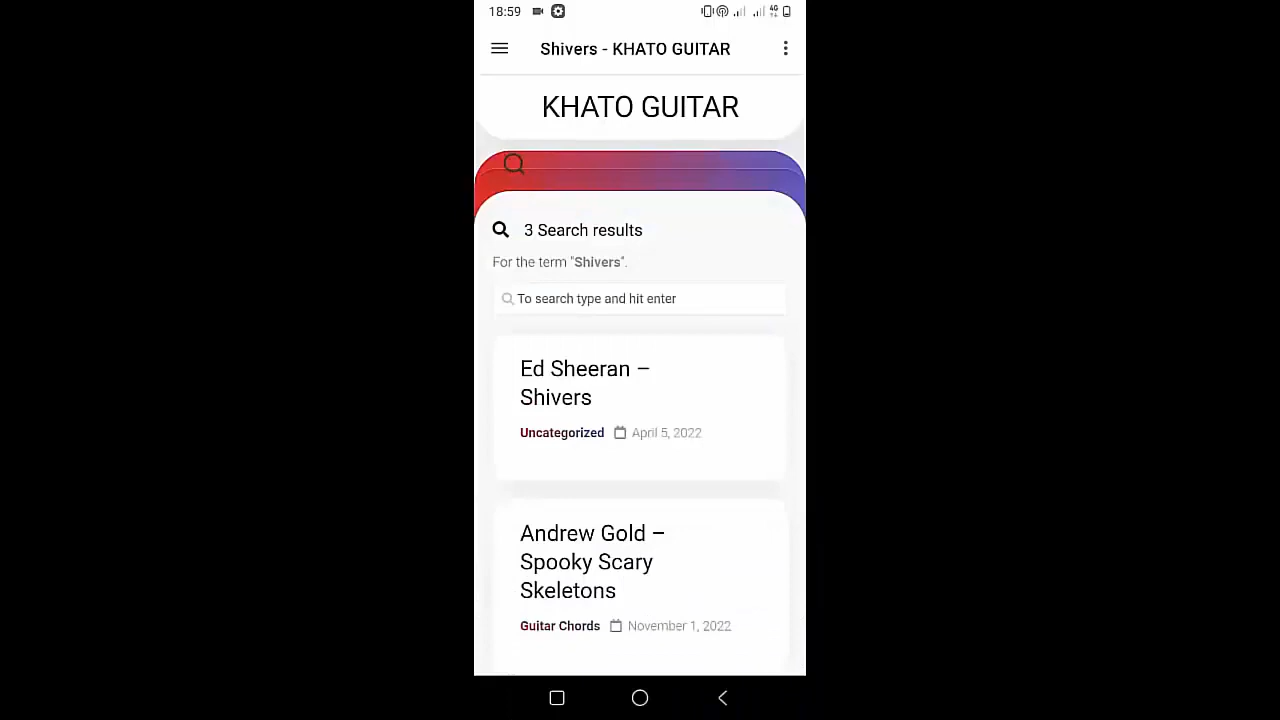 18:59
4G
Shivers - KHATO GUITAR
KHATO GUITAR
3 Search results
For the term "Shivers".
To search type and hit enter
Ed Sheeran –
Shivers
Uncategorized April 5, 2022
Andrew Gold –
Spooky Scary
Skeletons
Guitar Chords November 1, 2022